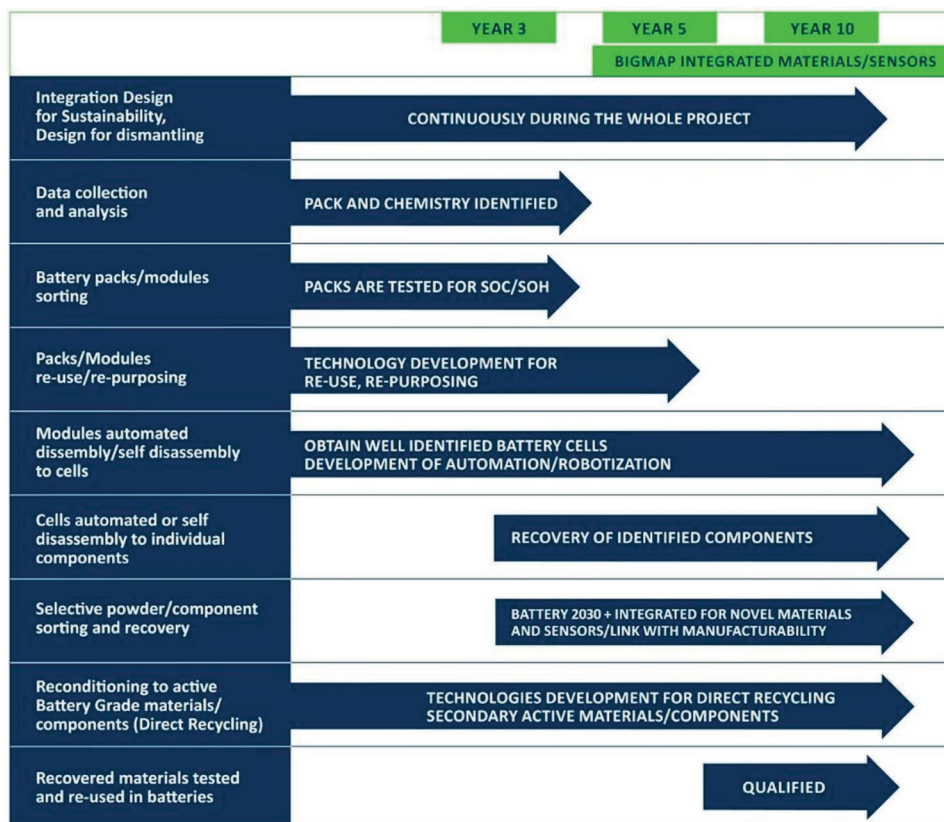 YEAR 3
YEAR 5
YEAR 10
BIGMAP INTEGRATED MATERIALS/SENSORS
Integration Design
for Sustainability,
Design for dismantling
CONTINUOUSLY DURING THE WHOLE PROJECT
Data collection
and analysis
PACK AND CHEMISTRY IDENTIFIED
Battery packs/modules
sorting
PACKS ARE TESTED FOR SOC/SOH
Packs/Modules
re-use/re-purposing
TECHNOLOGY DEVELOPMENT FOR
RE-USE, RE-PURPOSING
Modules automated
dissembly/self disassembly
to cells
OBTAIN WELL IDENTIFIED BATTERY CELLS
DEVELOPMENT OF AUTOMATION/ROBOTIZATION
Cells automated or self
disassembly to individual
components
RECOVERY OF IDENTIFIED COMPONENTS
Selective powder/component
sorting and recovery
BATTERY 2030 + INTEGRATED FOR NOVEL MATERIALS
AND SENSORS/LINK WITH MANUFACTURABILITY
Reconditioning to active
Battery Grade materials/
components (Direct Recycling)
TECHNOLOGIES DEVELOPMENT FOR DIRECT RECYCLING
SECONDARY ACTIVE MATERIALS/COMPONENTS
Recovered materials tested
and re-used in batteries
QUALIFIED